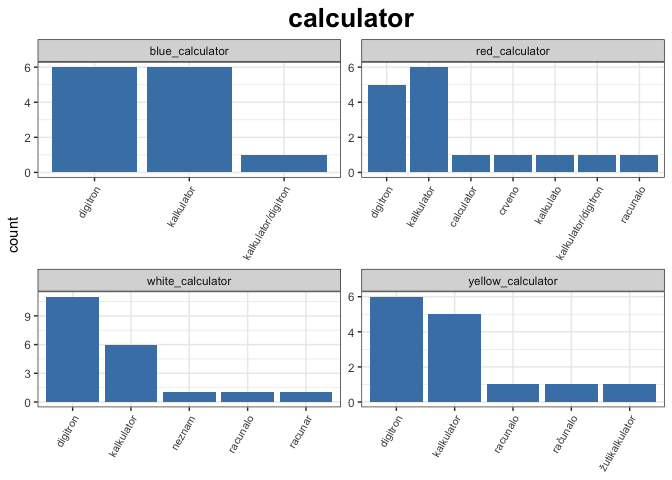 calculator
blue_calculator
red_calculator
6
4
2
0
digitron
kalkulator
kalkulator/digitron
6
4
2
0
digitron
kalkulator
calculator
crveno
kalkulato
kalkulator/digitron
racunalo
count
white_calculator
yellow_calculator
9
6
3
0
digitron
kalkulator
neznam
racunalo
racunar
6
4
2
0
digitron
kalkulator
racunalo
računalo
žutikalkulator